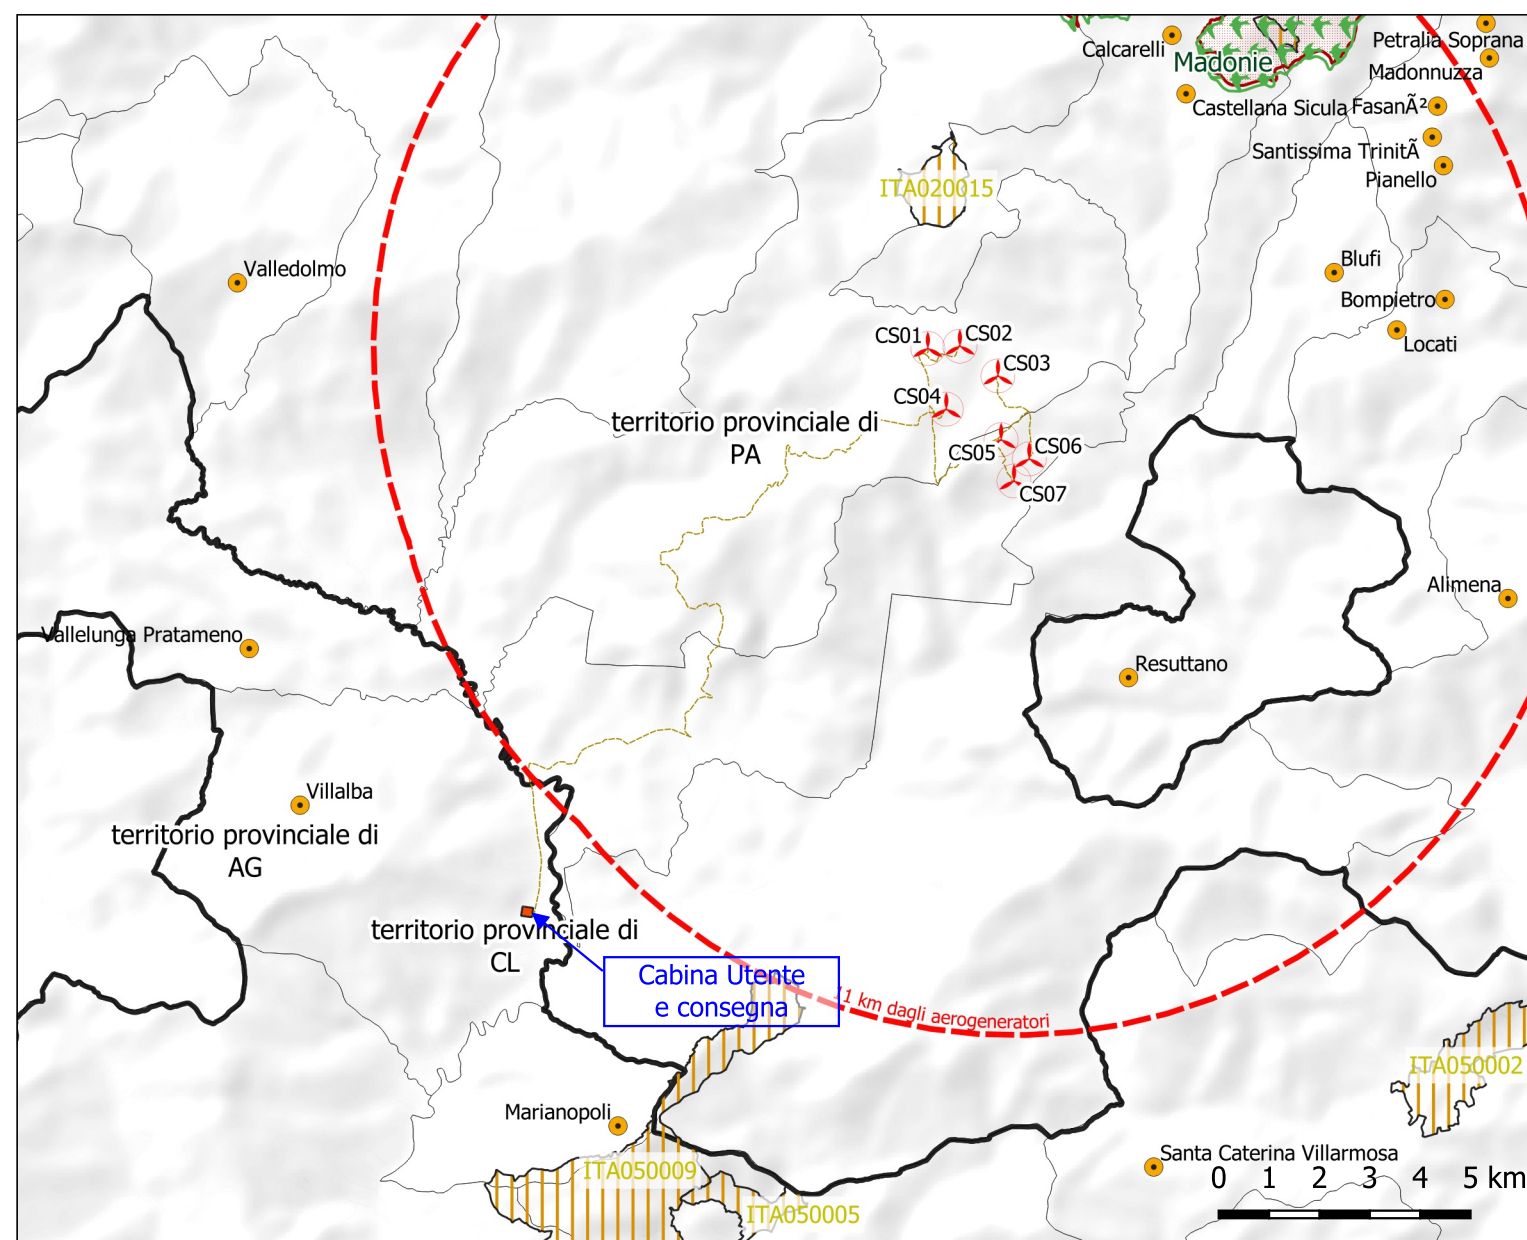 Petralia Soprana
Calcarelli
Madonie
Madonnuzza
Castellana Sicula
FasanÃ²
Santissima TrinitÃ
Pianello
ITA020015
Blufi
Valledolmo
Bompietro
Locati
CS01
CS02
CS03
CS04
territorio provinciale di
PA
CS05
CS06
CS07
Alimena
Vallelunga Pratameno
Resuttano
Villalba
territorio provinciale di
AG
territorio provinciale di
CL
Cabina Utente
e consegna
11 km dagli aerogeneratori
ITA050002
Marianopoli
Santa Caterina Villarmosa
ITA050009
0 1 2 3 4 5 km
ITA050005